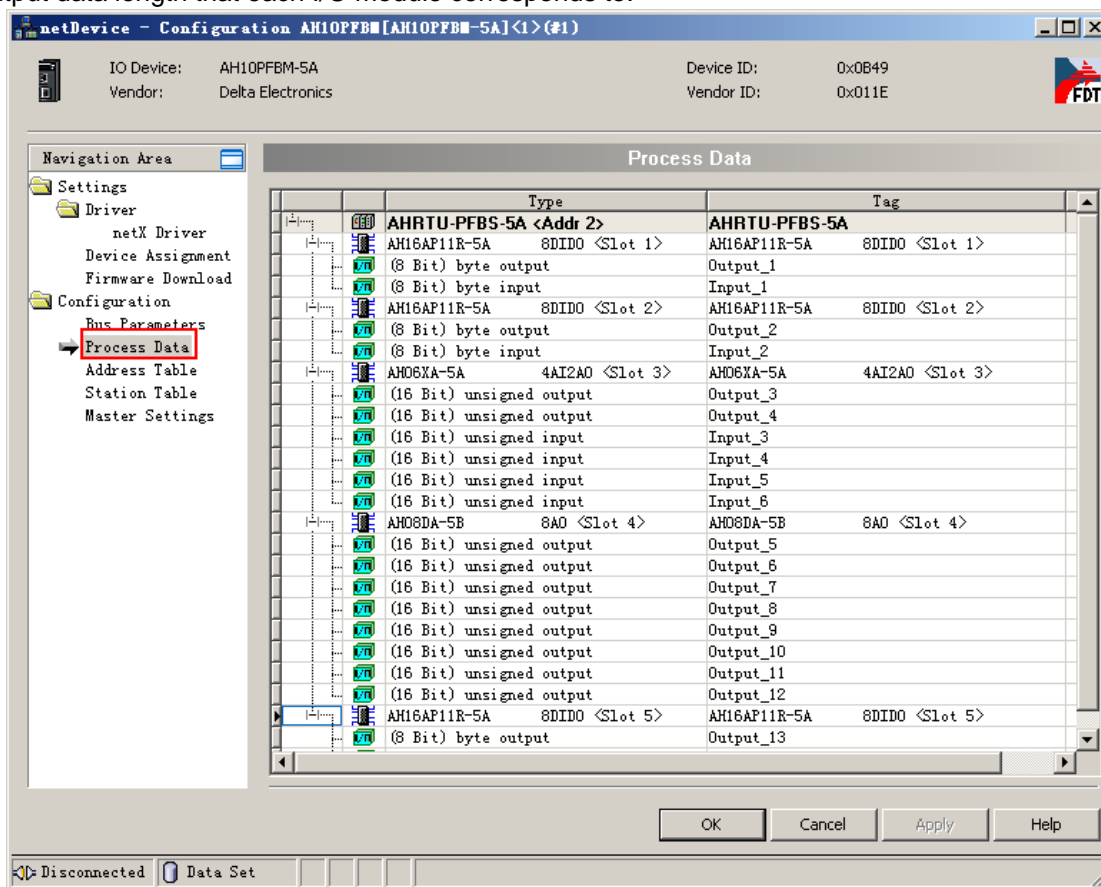 put data length that each I/O module corresponds to.
netDevice - Configuration AH10PFBM[AH10PFBM-5A]<1>(#1)
IO Device: AH10PFBM-5A Device ID: 0x0B49
Vendor: Delta Electronics Vendor ID: 0x011E
FDT
Navigation Area
Process Data
Settings
Driver
netX Driver
Device Assignment
Firmware Download
Configuration
Bus Parameters
Process Data
Address Table
Station Table
Master Settings
Type Tag
AHRTU-PFBS-5A <Addr 2> AHRTU-PFBS-5A
AH16AP11R-5A 8DIDO <Slot 1> AH16AP11R-5A 8DIDO <Slot 1>
(8 Bit) byte output Output_1
(8 Bit) byte input Input_1
AH16AP11R-5A 8DIDO <Slot 2> AH16AP11R-5A 8DIDO <Slot 2>
(8 Bit) byte output Output_2
(8 Bit) byte input Input_2
AH06XA-5A 4AI2AO <Slot 3> AH06XA-5A 4AI2AO <Slot 3>
(16 Bit) unsigned output Output_3
(16 Bit) unsigned output Output_4
(16 Bit) unsigned input Input_3
(16 Bit) unsigned input Input_4
(16 Bit) unsigned input Input_5
(16 Bit) unsigned input Input_6
AH08DA-5B 8AO <Slot 4> AH08DA-5B 8AO <Slot 4>
(16 Bit) unsigned output Output_5
(16 Bit) unsigned output Output_6
(16 Bit) unsigned output Output_7
(16 Bit) unsigned output Output_8
(16 Bit) unsigned output Output_9
(16 Bit) unsigned output Output_10
(16 Bit) unsigned output Output_11
(16 Bit) unsigned output Output_12
AH16AP11R-5A 8DIDO <Slot 5> AH16AP11R-5A 8DIDO <Slot 5>
(8 Bit) byte output Output_13
OK Cancel Apply Help
Disconnected Data Set